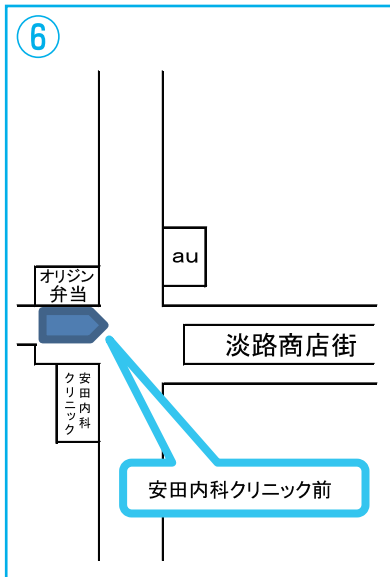 ⑥
au
オリジン
弁当
淡路商店街
安田内科
クリニック
安田内科クリニック前